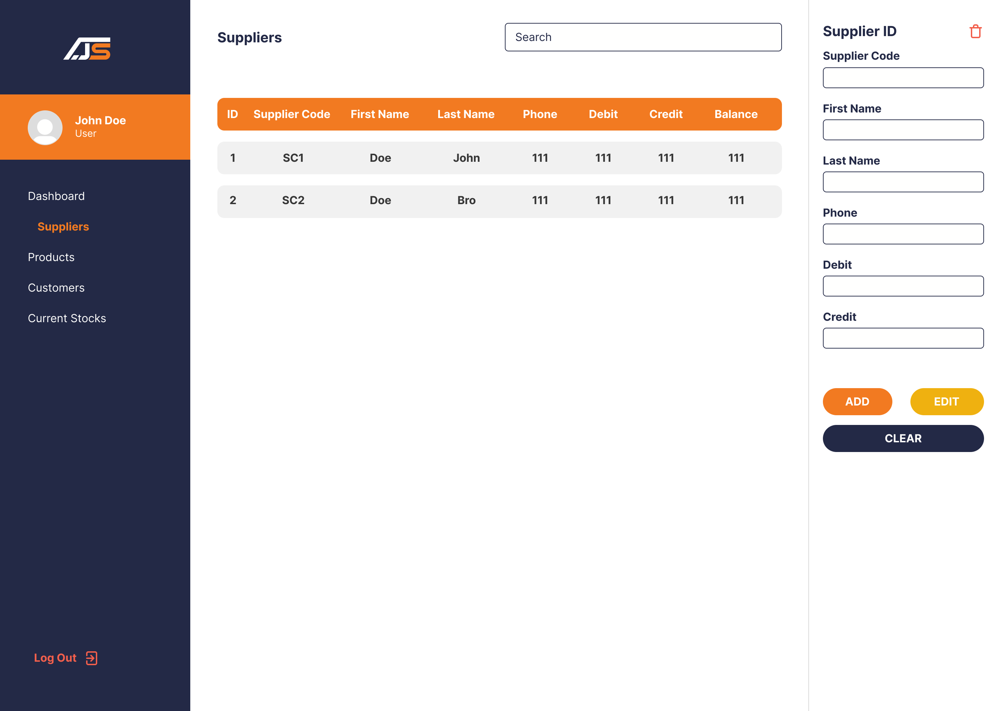 AJS
John Doe
User
Dashboard
Suppliers
Products
Customers
Current Stocks
Log Out
Suppliers
Search
ID Supplier Code First Name Last Name Phone Debit Credit Balance
1 SC1 Doe John 111 111 111 111
2 SC2 Doe Bro 111 111 111 111
Supplier ID
Supplier Code
First Name
Last Name
Phone
Debit
Credit
ADD EDIT
CLEAR